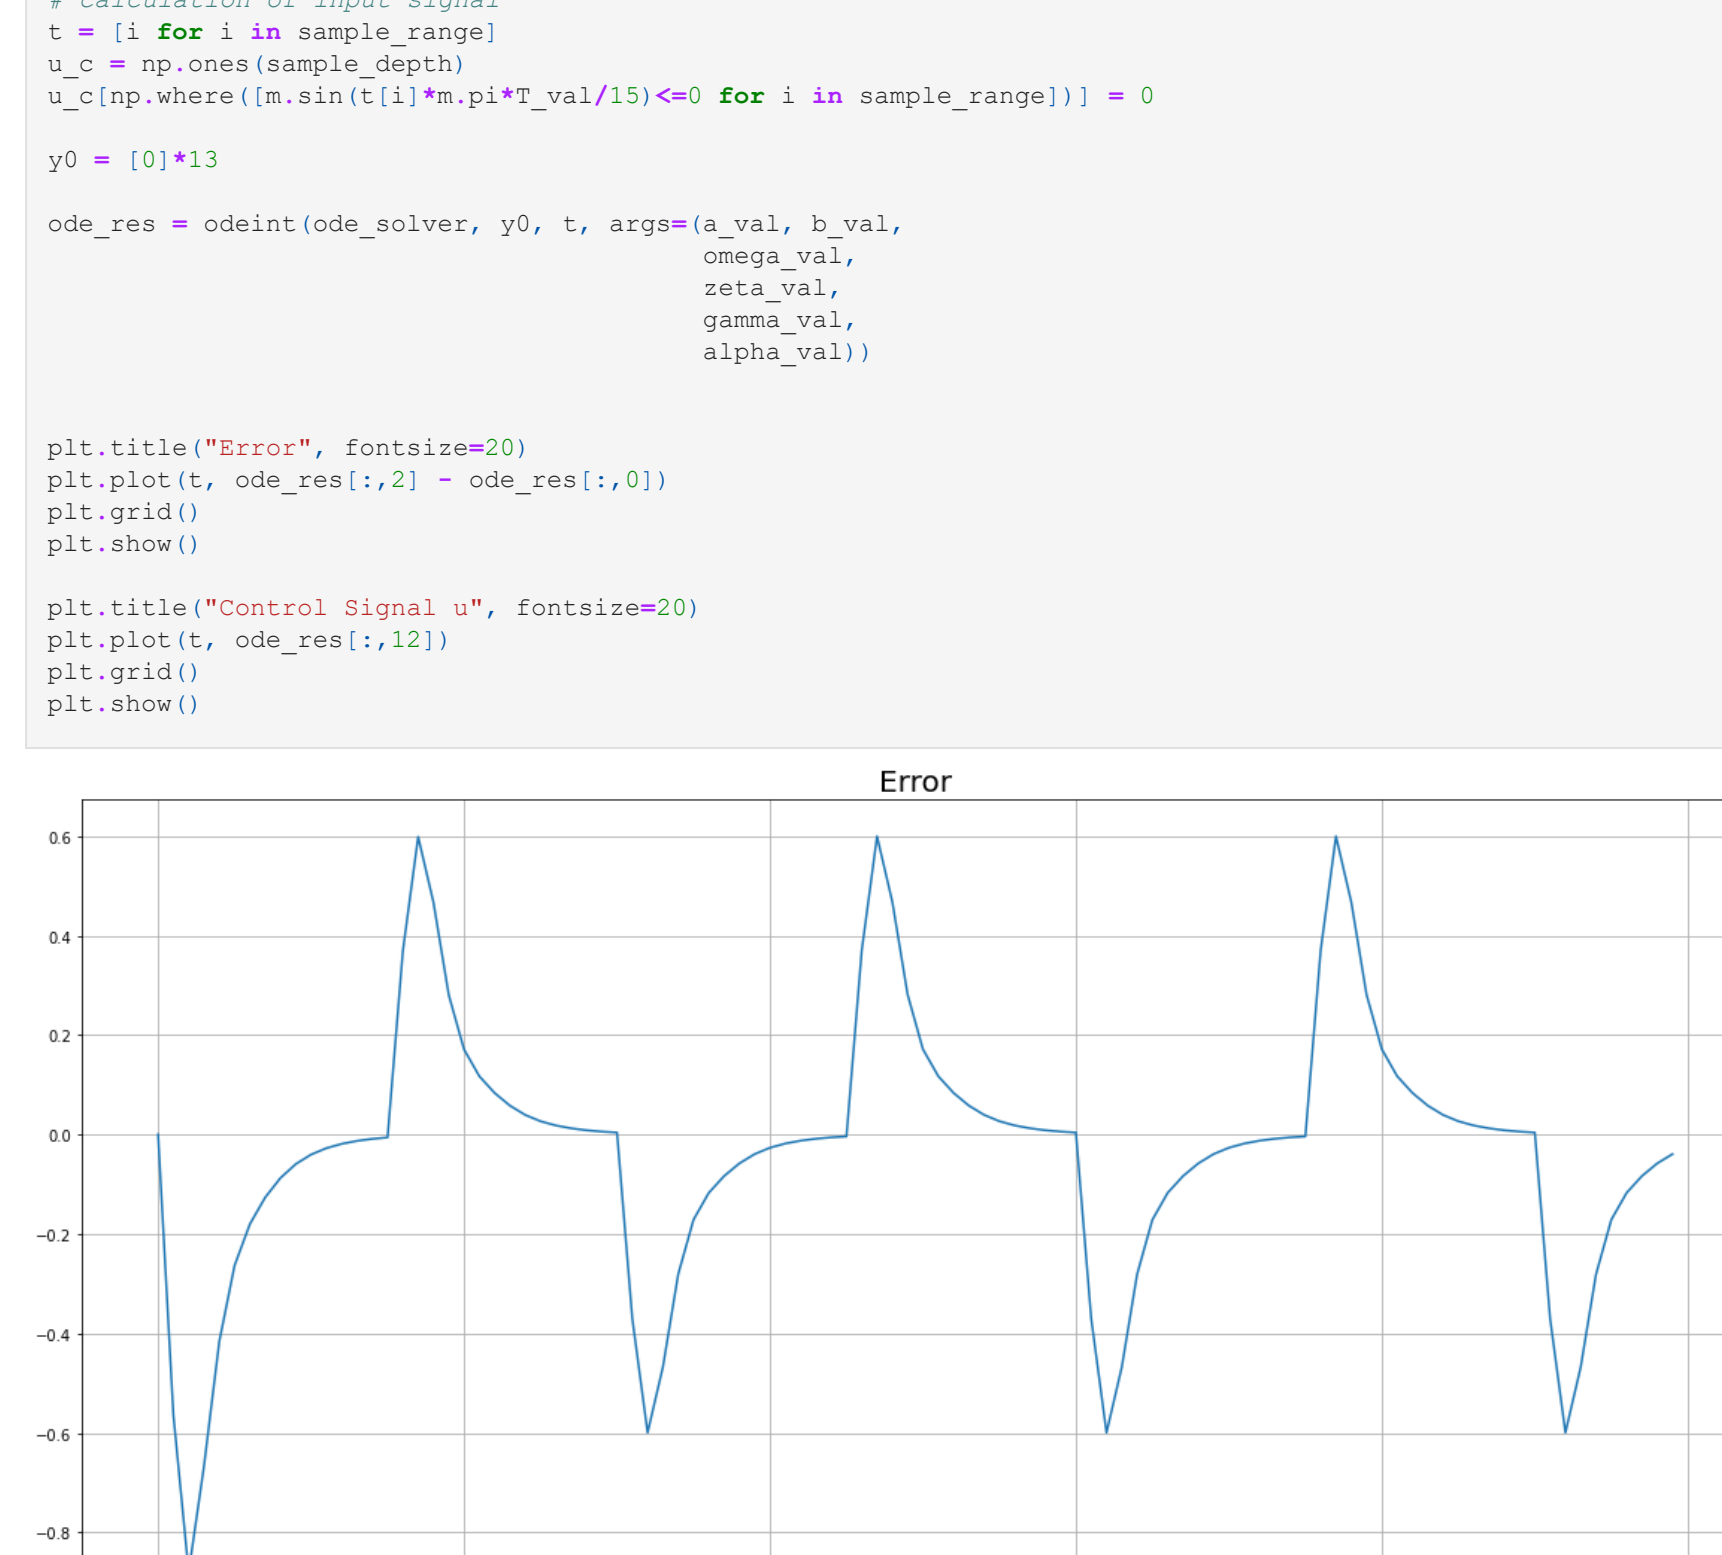 # calculation of input signal
t = [i for i in sample_range]
u_c = np.ones(sample_depth)
u_c[np.where([m.sin(t[i]*m.pi*T_val/15)<=0 for i in sample_range])] = 0
y0 = [0]*13
ode_res = odeint(ode_solver, y0, t, args=(a_val, b_val,
omega_val,
zeta_val,
gamma_val,
alpha_val))
plt.title("Error", fontsize=20)
plt.plot(t, ode_res[:,2] - ode_res[:,0])
plt.grid()
plt.show()
plt.title("Control Signal u", fontsize=20)
plt.plot(t, ode_res[:,12])
plt.grid()
plt.show()
Error
0.6
0.4
0.2
0.0
−0.2
−0.4
−0.6
−0.8